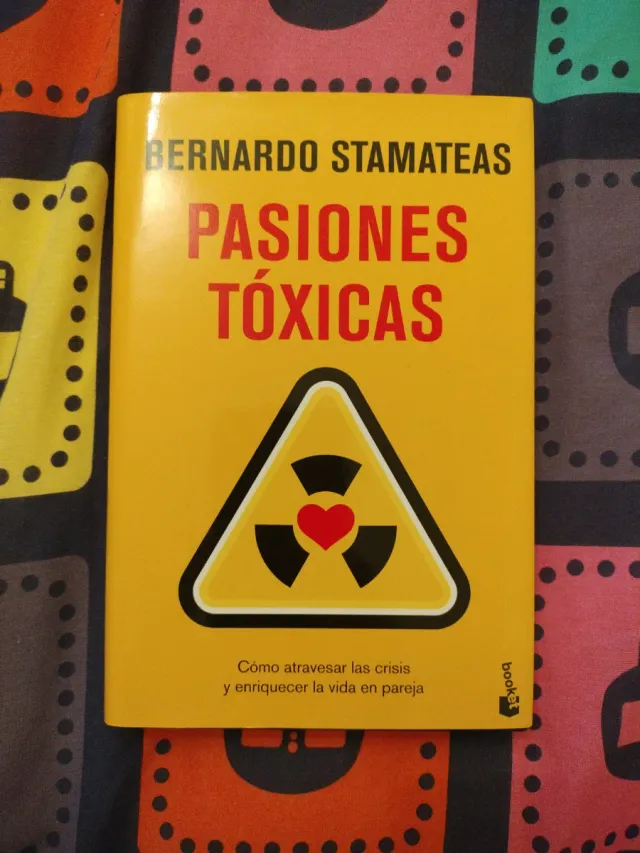 BERNARDO STAMATEAS
PASIONES
TÓXICAS
Cómo atravesar las crisis
y enriquecer la vida en pareja
booket